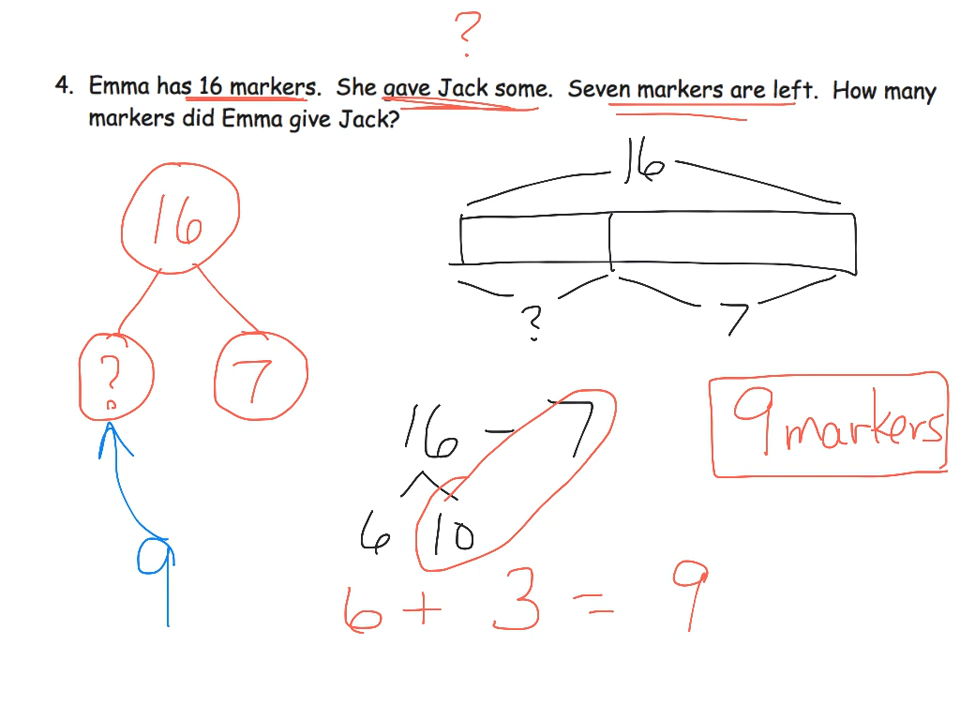 ?
4. Emma has 16 markers. She gave Jack some. Seven markers are left. How many
markers did Emma give Jack?
16
16
? 7
? 7
16 - 7
9 markers
6 10
9
6 + 3 = 9